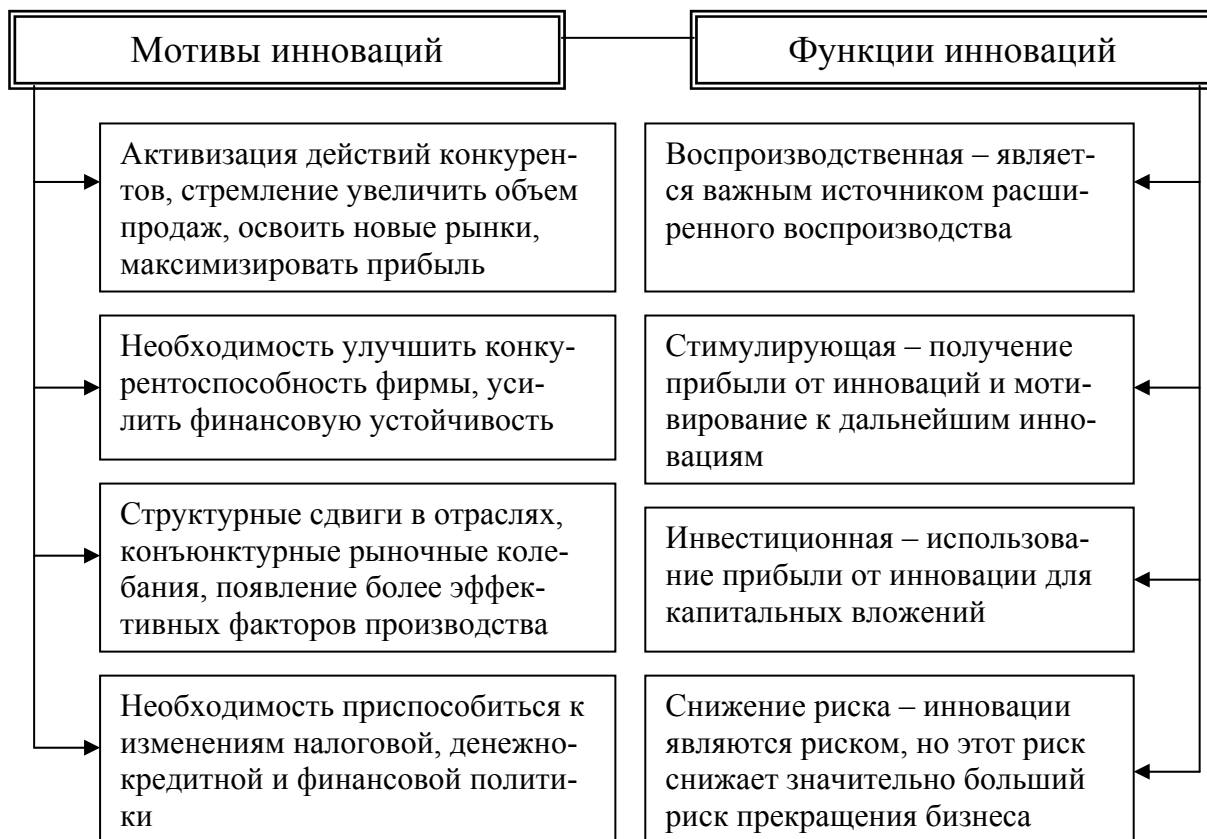 Мотивы инноваций
Функции инноваций
Активизация действий конкурен-
тов, стремление увеличить объем
продаж, освоить новые рынки,
максимизировать прибыль
Необходимость улучшить конку-
рентоспособность фирмы, уси-
лить финансовую устойчивость
Структурные сдвиги в отраслях,
конъюнктурные рыночные коле-
бания, появление более эффек-
тивных факторов производства
Необходимость приспособиться к
изменениям налоговой, денежно-
кредитной и финансовой полити-
ки
Воспроизводственная – являет-
ся важным источником расши-
ренного воспроизводства
Стимулирующая – получение
прибыли от инноваций и моти-
вирование к дальнейшим инно-
вациям
Инвестиционная – использова-
ние прибыли от инновации для
капитальных вложений
Снижение риска – инновации
являются риском, но этот риск
снижает значительно больший
риск прекращения бизнеса